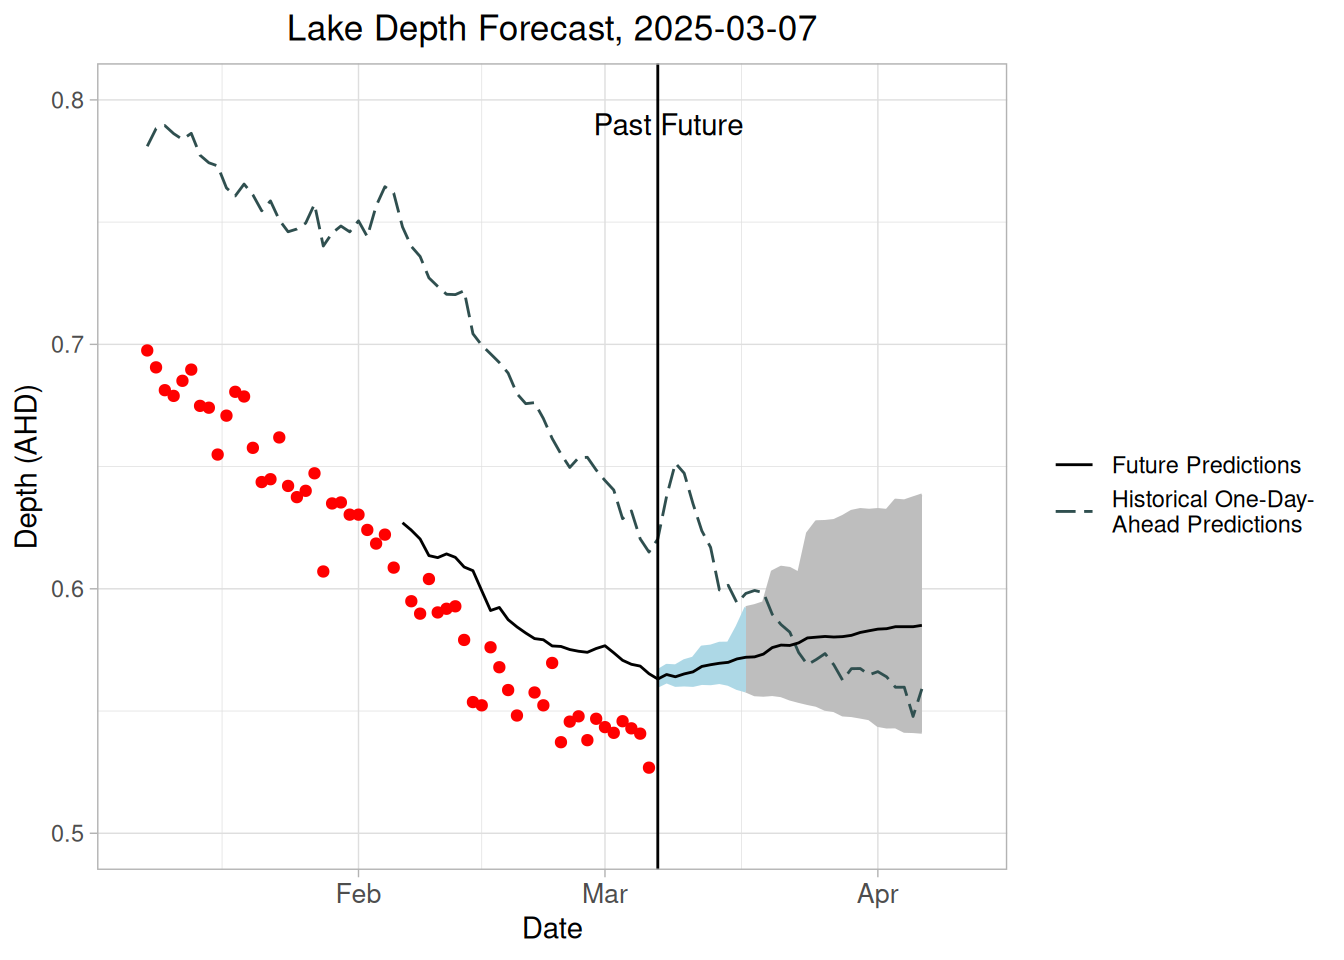 Lake Depth Forecast, 2025-03-07
0.8
Past Future
0.7
Depth (AHD)
Future Predictions
Historical One-Day-
Ahead Predictions
0.6
0.5
Feb Mar Apr
Date